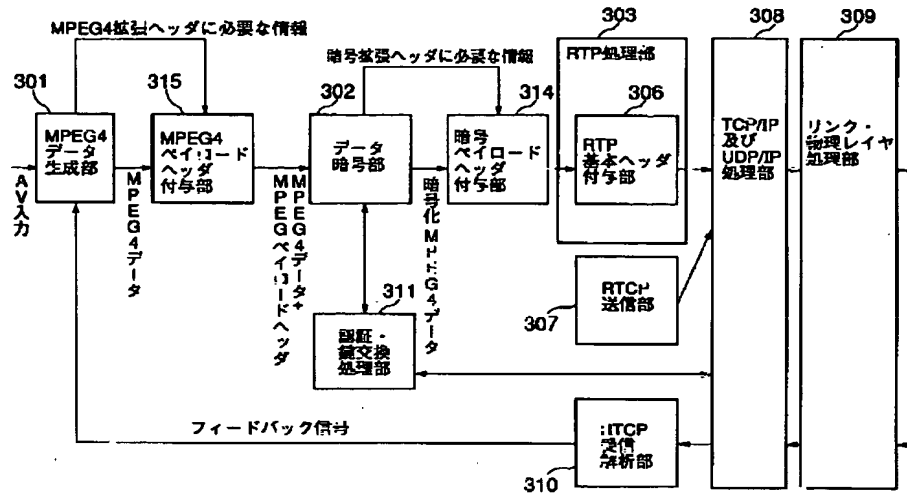 MPEG4拡張ヘッダに必要な情報
301
315
302
暗号拡張ヘッダに必要な情報
314
303
RTP処理部
306
308
309
MPEG4
データ
生成部
MPEG4
ペイロード
ヘッダ
付与部
データ
暗号部
暗号
ペイロード
ヘッダ
付与部
RTP
基本ヘッダ
付与部
TCP/IP
及び
UDP/IP
処理部
リンク・
物理レイヤ
処理部
AV入力
MPEG4データ
MPEG4データ+
MPEGペイロードヘッダ
暗号化MPEG4データ
311
認証・
鍵交換
処理部
307
RTCP
送信部
フィードバック信号
310
RTCP
受信
解析部